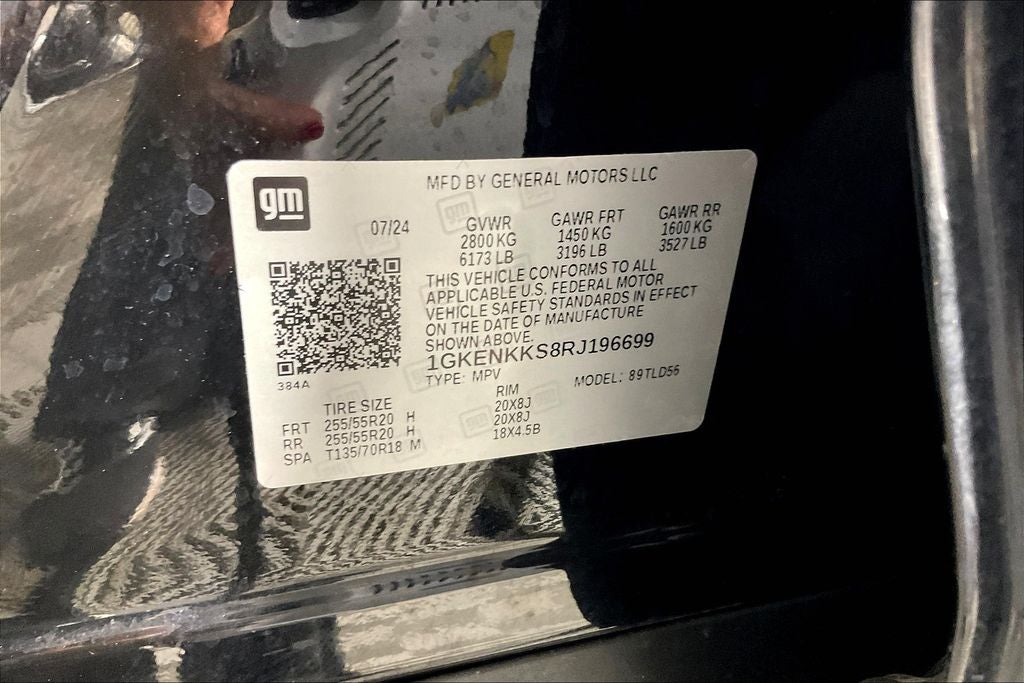 gm
MFD BY GENERAL MOTORS LLC
07/24
GVWR GAWR FRT GAWR RR
2800 KG 1450 KG 1600 KG
6173 LB 3196 LB 3527 LB
THIS VEHICLE CONFORMS TO ALL
APPLICABLE U.S. FEDERAL MOTOR
VEHICLE SAFETY STANDARDS IN EFFECT
ON THE DATE OF MANUFACTURE
SHOWN ABOVE.
1GKENKKS8RJ196699
TYPE: MPV MODEL: 89TLD56
384A
TIRE SIZE RIM
FRT 255/55R20 H 20X8J
RR 255/55R20 H 20X8J
SPA T135/70R18 M 18X4.5B